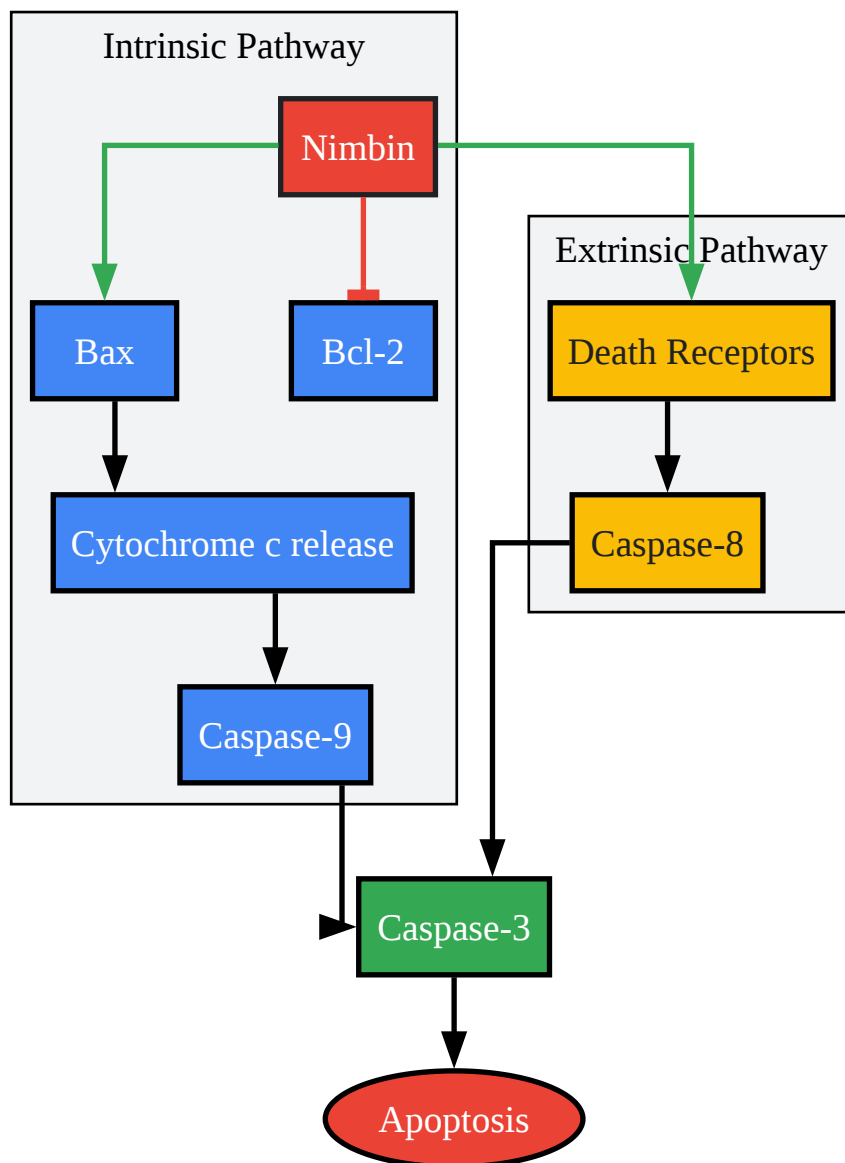 Intrinsic Pathway
Nimbin
Extrinsic Pathway
Bax
Bcl-2
Death Receptors
Cytochrome c release
Caspase-8
Caspase-9
Caspase-3
Apoptosis